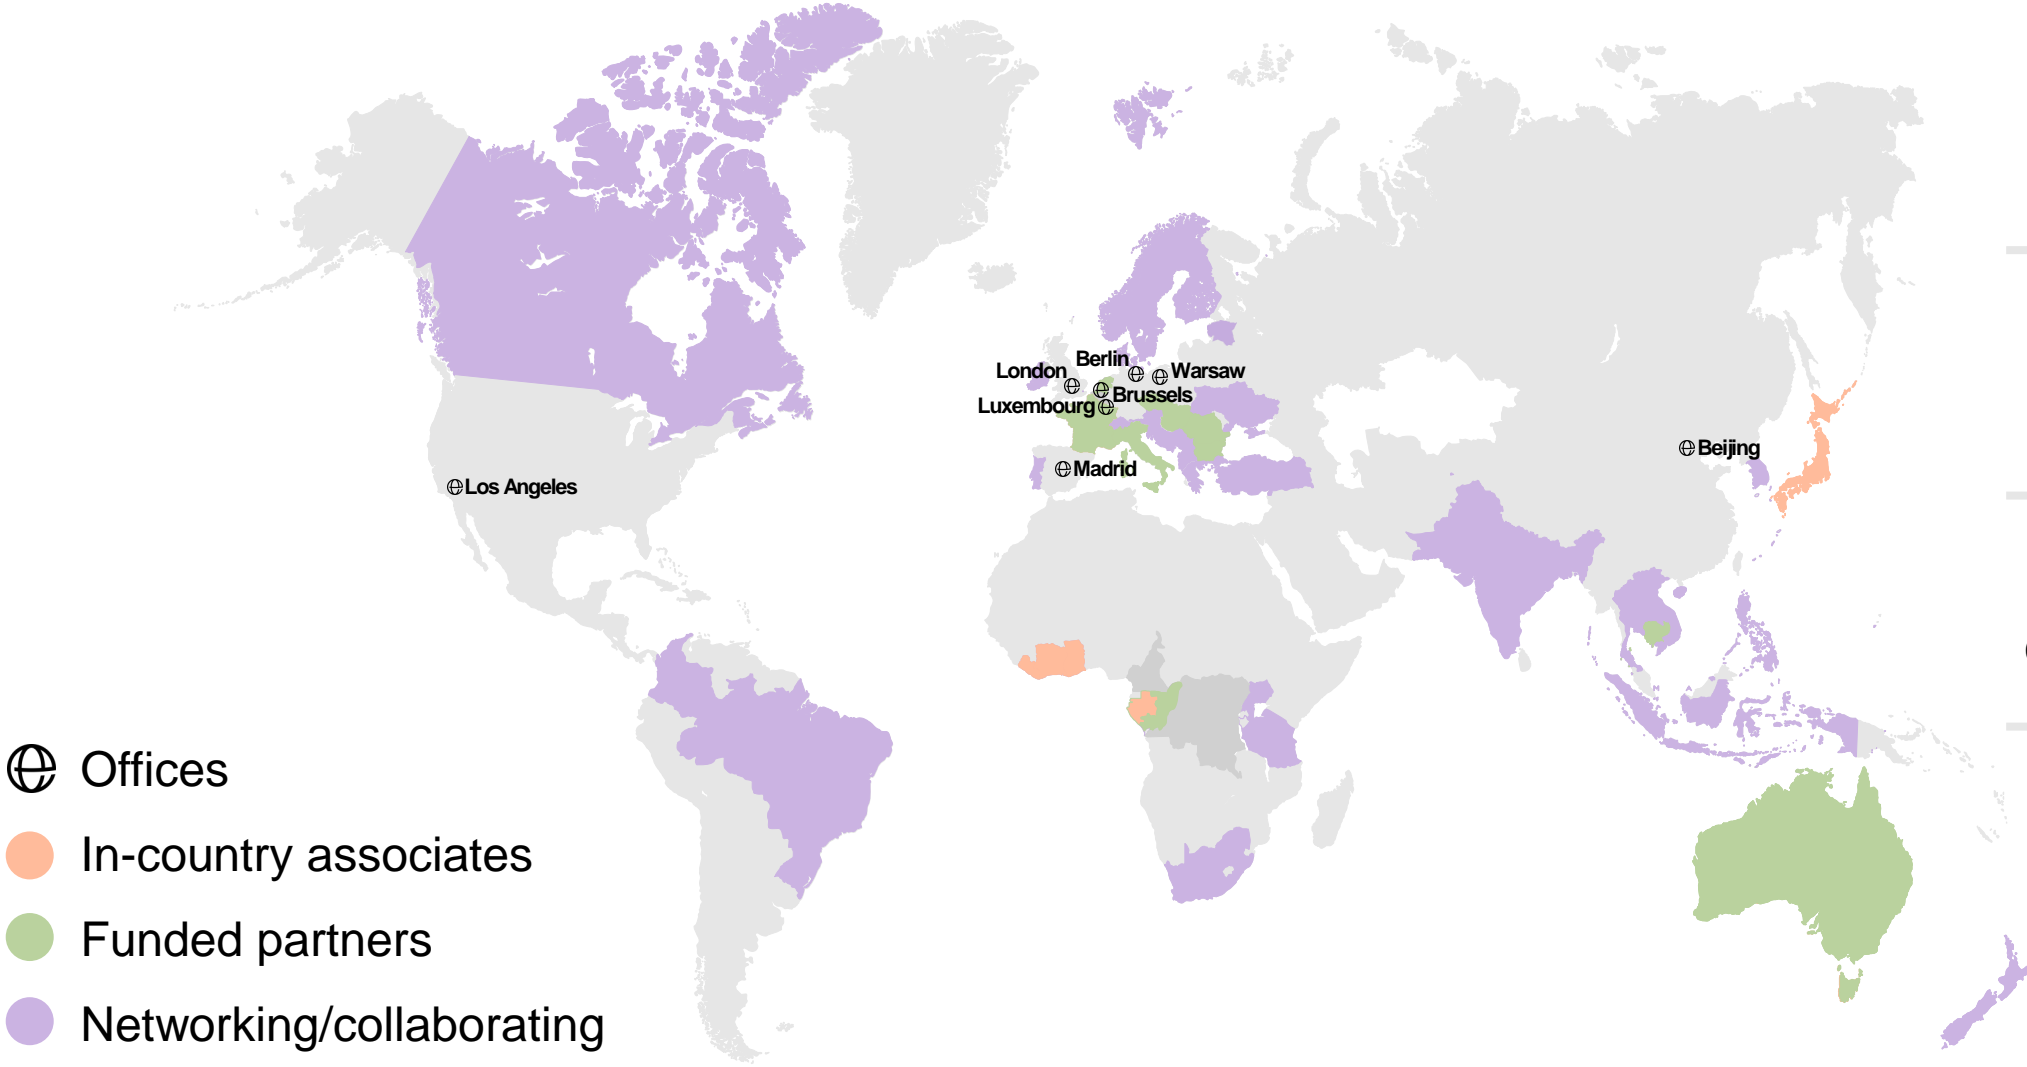 Berlin
London
Warsaw
Brussels
Luxembourg
Beijing
Madrid
Los Angeles
Offices
In-country associates
Funded partners
Networking/collaborating